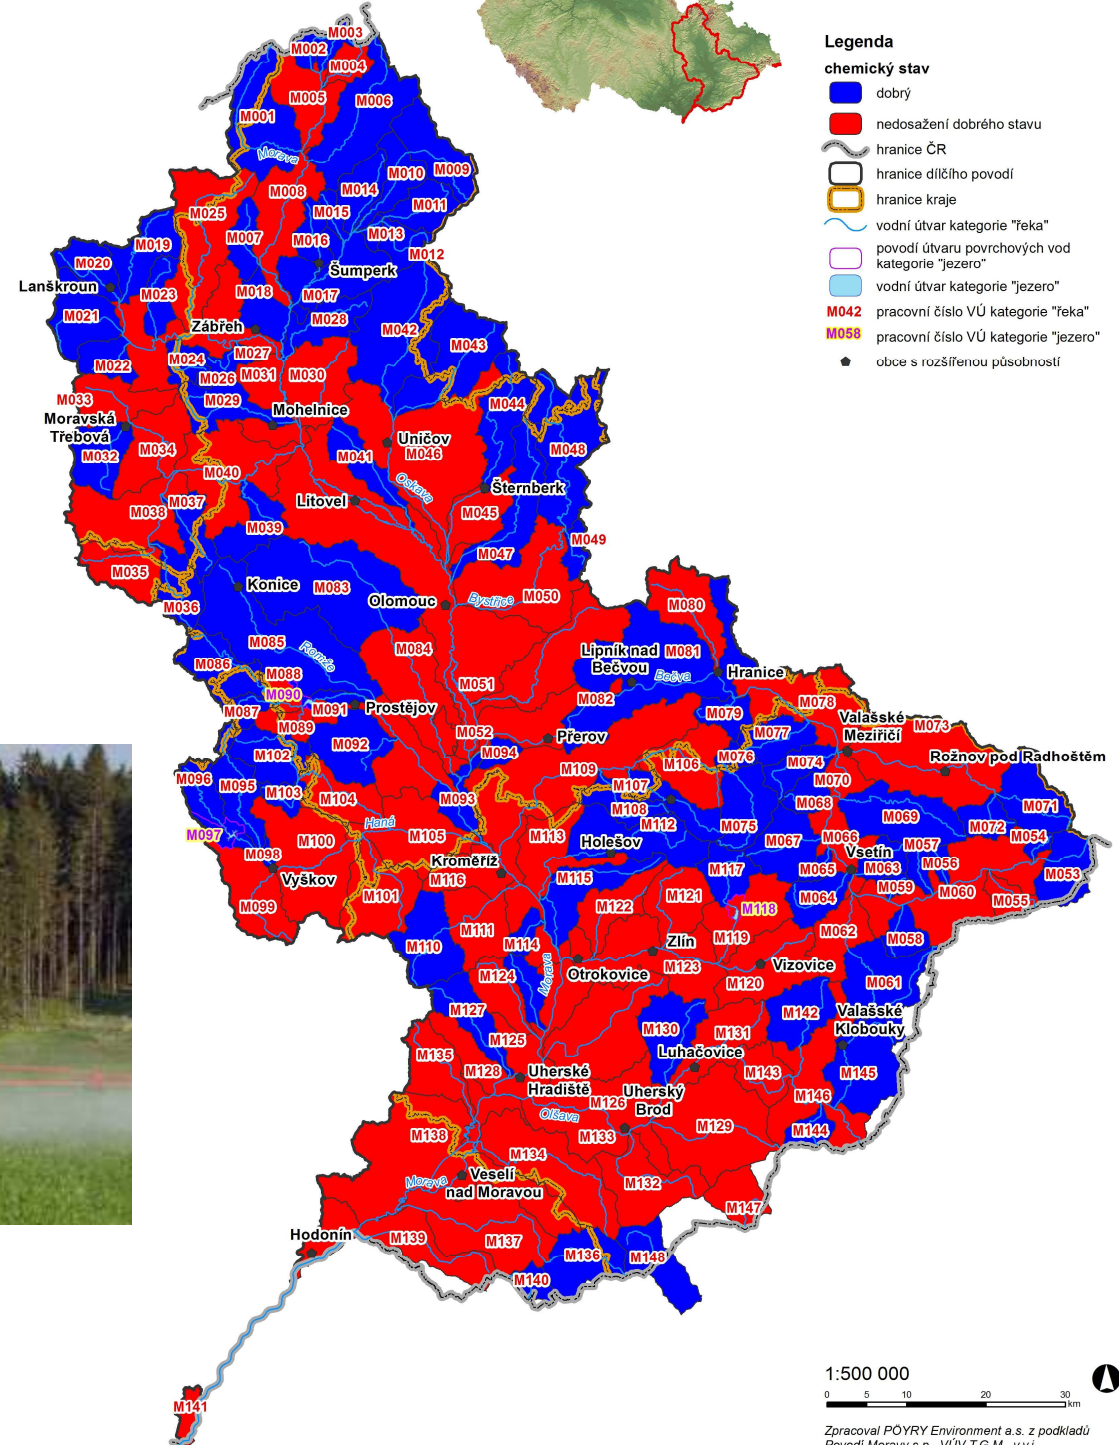 Legenda
chemický stav
dobrý
nedosažení dobrého stavu
hranice ČR
hranice dílčího povodí
hranice kraje
vodní útvar kategorie "řeka"
povodí útvaru povrchových vod
kategorie "jezero"
vodní útvar kategorie "jezero"
M042 pracovní číslo VÚ kategorie "řeka"
M058 pracovní číslo VÚ kategorie "jezero"
obce s rozšířenou působností
M003
M002
M004
M005
M006
M001
Morava
M010
M009
M008
M014
M011
M025
M015
M007
M016
M013
M019
M012
M020
Šumperk
Lanškroun
M023
M018
M017
M021
M028
Zábřeh
M042
M043
M024
M027
M022
M026
M031
M030
M033
M029
M044
Moravská
Třebová
Mohelnice
Uničov
M046
M034
M032
M041
M048
M040
Oskava
Šternberk
M037
Litovel
M038
M045
M039
M049
M047
M035
Konice
M083
M050
Bystřice
Olomouc
M036
M080
M085
Romže
M084
Lipník nad
Bečvou
M081
M086
M088
Bečva
Hranice
M090
M051
M082
M078
M087
M091
Prostějov
M079
Valašské
Meziříčí
M073
M089
M052
M077
M092
Přerov
M102
M094
M076
Rožnov pod Radhoštěm
M096
M109
M106
M074
M095
M103
M107
M070
M104
M093
M108
M068
M071
M097
Haná
M112
M075
M069
M072
M054
M100
M105
M113
Holešov
M067
M066
M057
M098
Kroměříž
Vsetín
M056
Vyškov
M116
M115
M117
M065
M063
M053
M101
M121
M064
M059
M060
M055
M099
M122
M118
M111
M119
M062
M110
M114
Zlín
M058
M124
Morava
Otrokovice
M123
Vizovice
M120
M061
M127
M142
Valašské
Klobouky
M130
M131
M125
M135
Luhačovice
M128
Uherské
Hradiště
M143
M145
Uherský
Brod
M126
M146
Olšava
M138
M133
M129
M144
M134
Veselí
nad Moravou
Morava
M132
M147
Hodonín
M139
M137
M136
M148
M140
M141
1:500 000
0 5 10 20 30
km
Zpracoval PÖYRY Environment a.s. z podkladů
Povodí Moravy s.p., VÚV T.G.M., v.v.i.